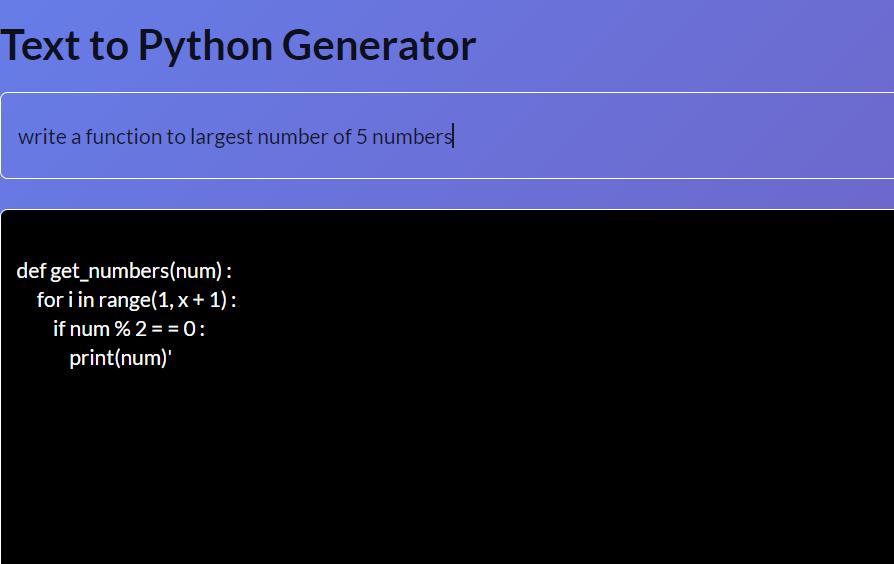 Text to Python Generator
write a function to largest number of 5 numbers
def get_numbers(num) :
for i in range(1, x + 1) :
if num % 2 = = 0 :
print(num)'